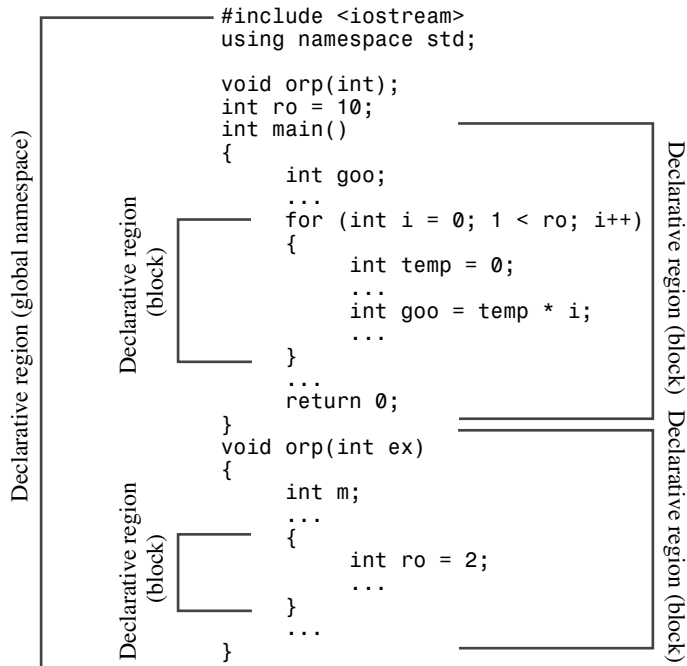 #include <iostream>
using namespace std;
void orp(int);
int ro = 10;
int main()
{
int goo;
...
for (int i = 0; 1 < ro; i++)
{
int temp = 0;
...
int goo = temp * i;
...
}
...
return 0;
}
void orp(int ex)
{
int m;
...
{
int ro = 2;
...
}
...
}
Declarative region (global namespace)
Declarative region
(block)
Declarative region
(block)
Declarative region (block)
Declarative region (block)